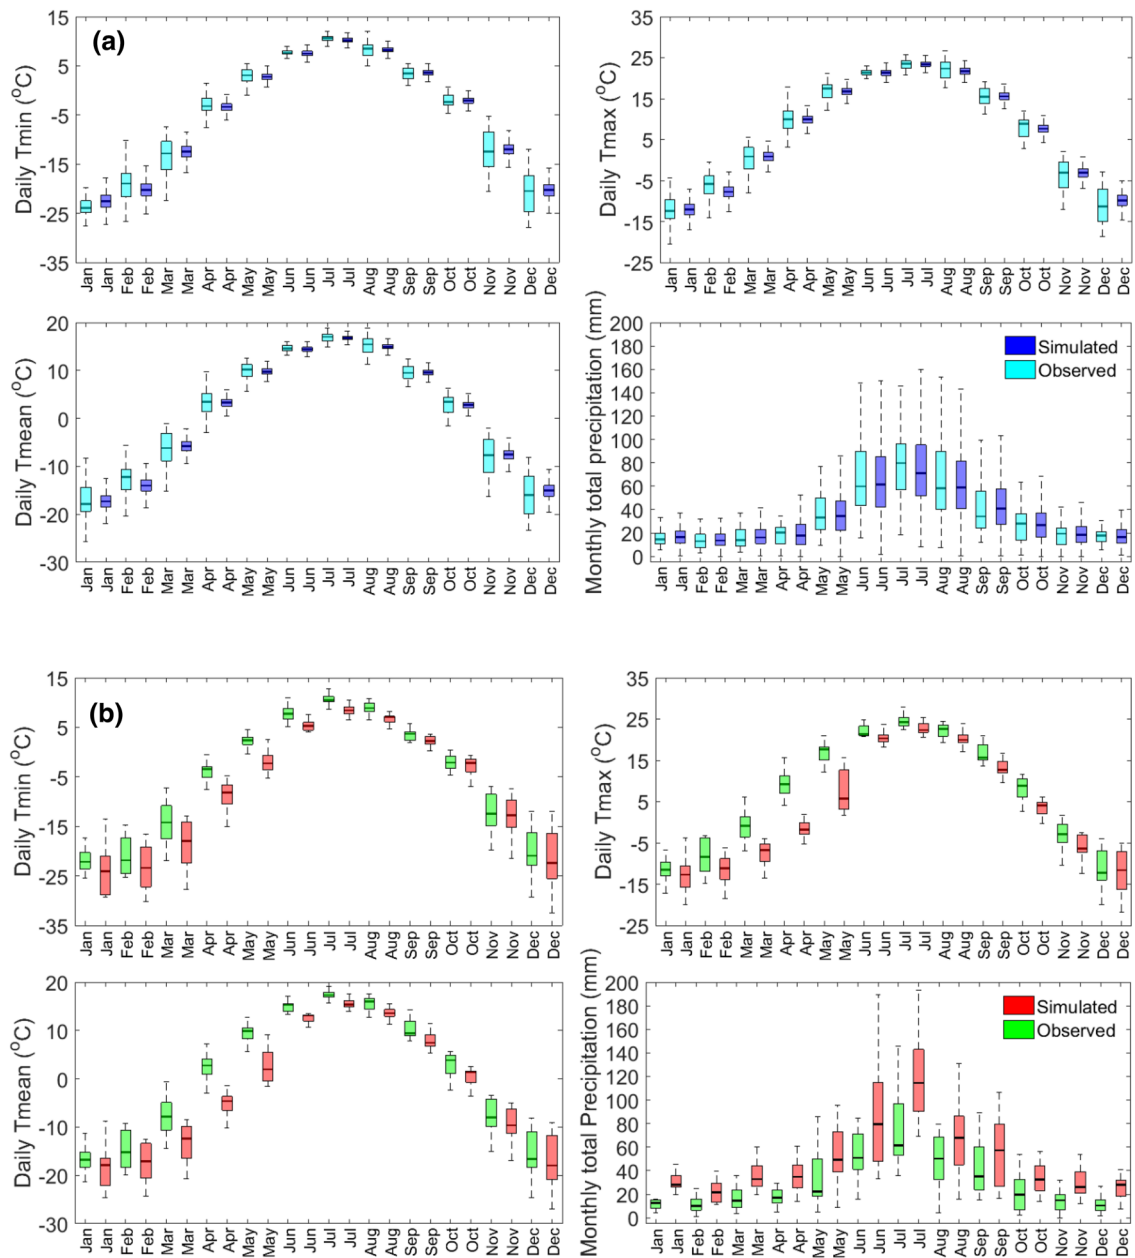 (a)
Daily Tmin (°C)
15
5
-5
-15
-25
-35
Jan Jan Feb Feb Mar Mar Apr Apr May May Jun Jun Jul Jul Aug Aug Sep Sep Oct Oct Nov Nov Dec Dec
Daily Tmax (°C)
35
25
15
5
-5
-15
-25
Jan Jan Feb Feb Mar Mar Apr Apr May May Jun Jun Jul Jul Aug Aug Sep Sep Oct Oct Nov Nov Dec Dec
Daily Tmean (°C)
20
10
0
-10
-20
-30
Jan Jan Feb Feb Mar Mar Apr Apr May May Jun Jun Jul Jul Aug Aug Sep Sep Oct Oct Nov Nov Dec Dec
Monthly total precipitation (mm)
200
180
160
140
120
100
80
60
40
20
0
Simulated
Observed
Jan Jan Feb Feb Mar Mar Apr Apr May May Jun Jun Jul Jul Aug Aug Sep Sep Oct Oct Nov Nov Dec Dec
(b)
Daily Tmin (°C)
15
5
-5
-15
-25
-35
Jan Jan Feb Feb Mar Mar Apr Apr May May Jun Jun Jul Jul Aug Aug Sep Sep Oct Oct Nov Nov Dec Dec
Daily Tmax (°C)
35
25
15
5
-5
-15
-25
Jan Jan Feb Feb Mar Mar Apr Apr May May Jun Jun Jul Jul Aug Aug Sep Sep Oct Oct Nov Nov Dec Dec
Daily Tmean (°C)
20
10
0
-10
-20
-30
Jan Jan Feb Feb Mar Mar Apr Apr May May Jun Jun Jul Jul Aug Aug Sep Sep Oct Oct Nov Nov Dec Dec
Monthly total Precipitation (mm)
200
180
160
140
120
100
80
60
40
20
0
Simulated
Observed
Jan Jan Feb Feb Mar Mar Apr Apr May May Jun Jun Jul Jul Aug Aug Sep Sep Oct Oct Nov Nov Dec Dec